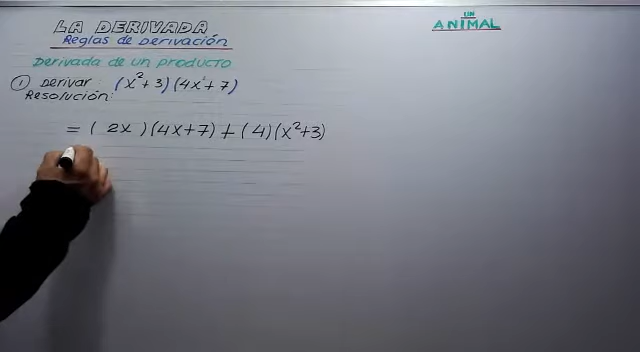 LA DERIVADA
Reglas de Derivación
Derivada de un producto
① Derivar: (x²+3)(4x¹+7)
Resolución:
= ( 2x )(4x+7) + (4)(x²+3)
UN
ANIMAL